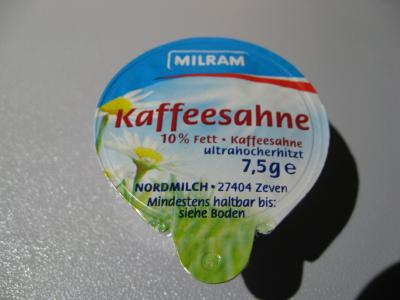 MILRAM
Kaffeesahne
10% Fett • Kaffeesahne
ultrahocherhitzt
7,5g e
NORDMILCH • 27404 Zeven
Mindestens haltbar bis:
siehe Boden